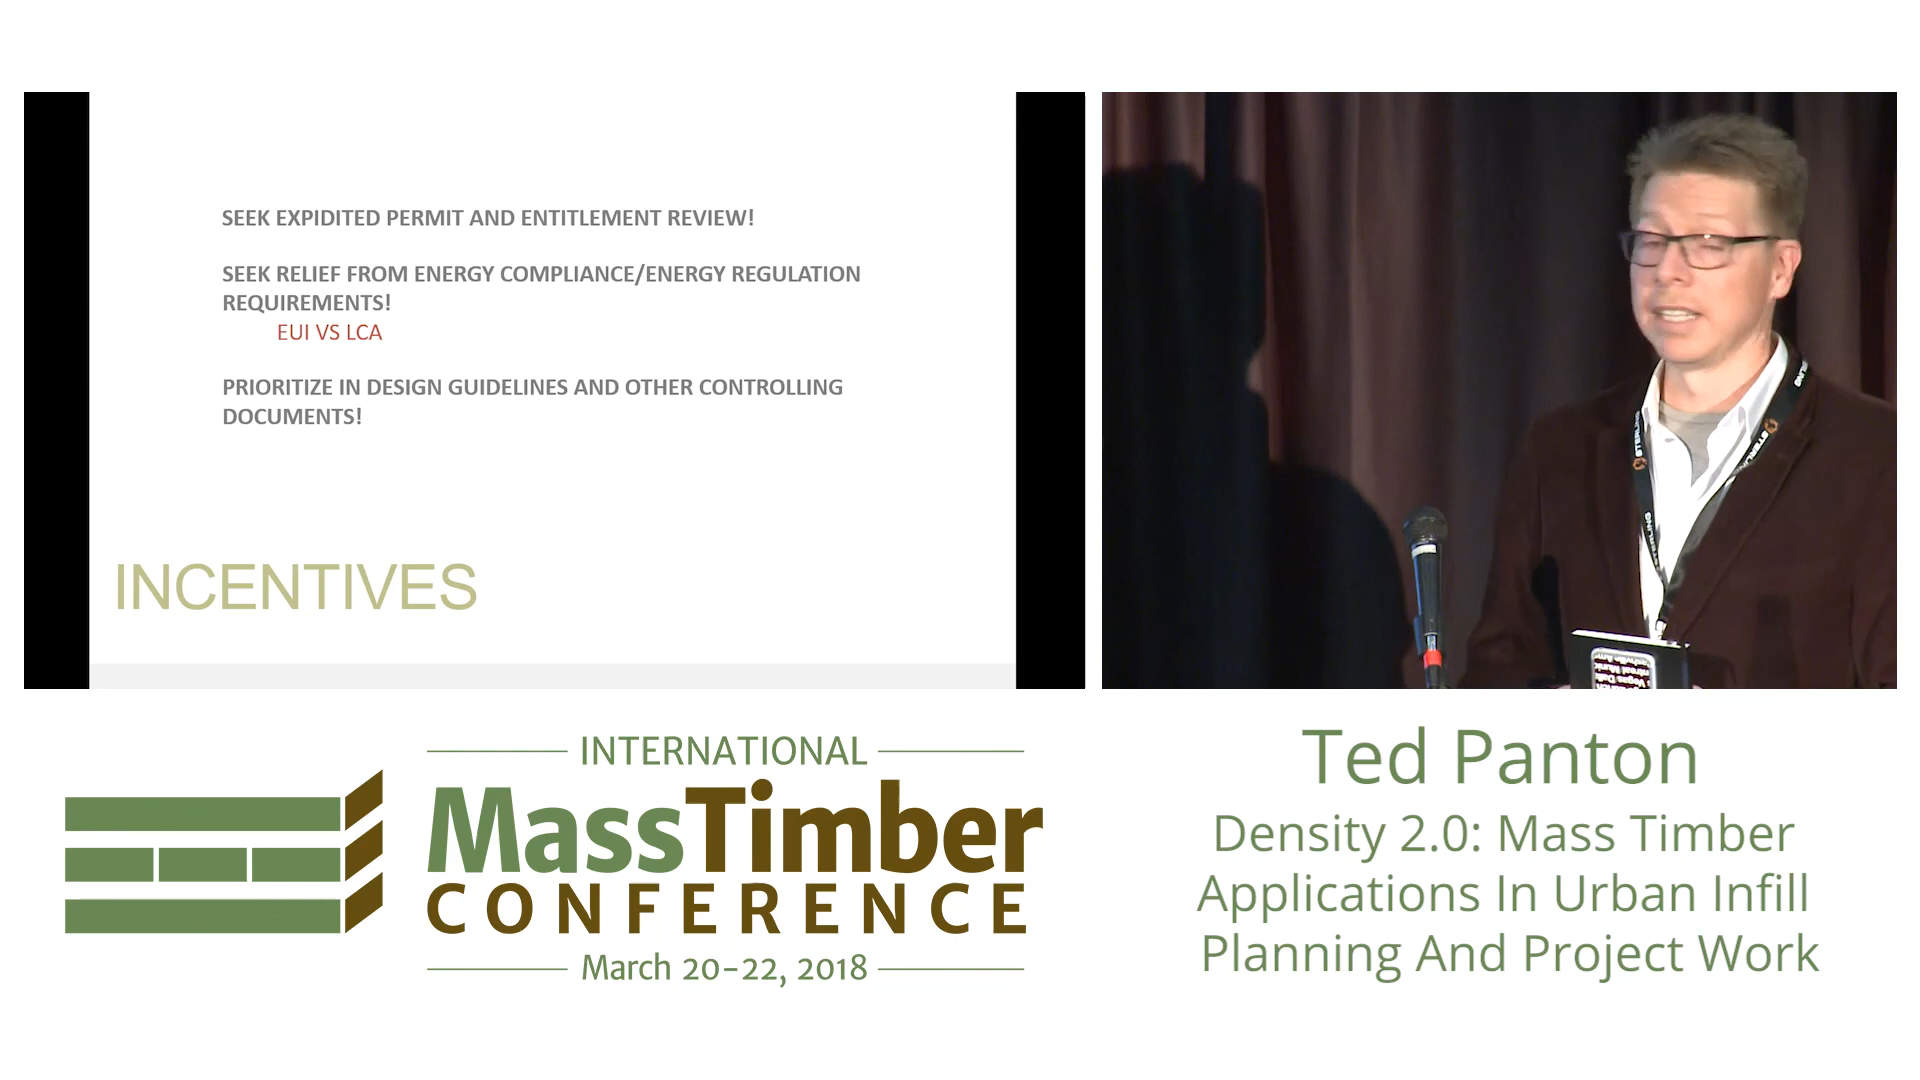 SEEK EXPIDITED PERMIT AND ENTITLEMENT REVIEW!
SEEK RELIEF FROM ENERGY COMPLIANCE/ENERGY REGULATION
REQUIREMENTS!
EUI VS LCA
PRIORITIZE IN DESIGN GUIDELINES AND OTHER CONTROLLING
DOCUMENTS!
INCENTIVES
STERLING
STERLING
INTERNATIONAL
MassTimber
CONFERENCE
March 20-22, 2018
Ted Panton
Density 2.0: Mass Timber
Applications In Urban Infill
Planning And Project Work